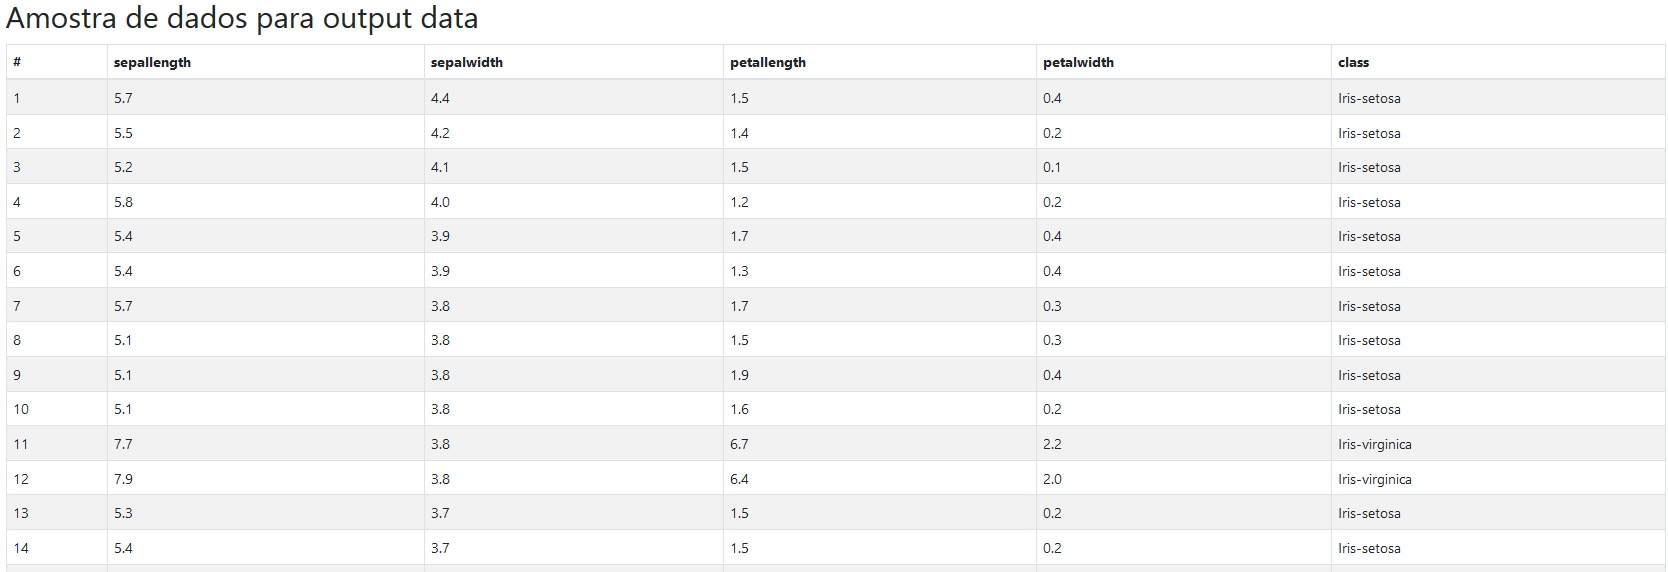 Amostra de dados para output data
# sepallength sepalwidth petallength petalwidth class
1 5.7 4.4 1.5 0.4 Iris-setosa
2 5.5 4.2 1.4 0.2 Iris-setosa
3 5.2 4.1 1.5 0.1 Iris-setosa
4 5.8 4.0 1.2 0.2 Iris-setosa
5 5.4 3.9 1.7 0.4 Iris-setosa
6 5.4 3.9 1.3 0.4 Iris-setosa
7 5.7 3.8 1.7 0.3 Iris-setosa
8 5.1 3.8 1.5 0.3 Iris-setosa
9 5.1 3.8 1.9 0.4 Iris-setosa
10 5.1 3.8 1.6 0.2 Iris-setosa
11 7.7 3.8 6.7 2.2 Iris-virginica
12 7.9 3.8 6.4 2.0 Iris-virginica
13 5.3 3.7 1.5 0.2 Iris-setosa
14 5.4 3.7 1.5 0.2 Iris-setosa